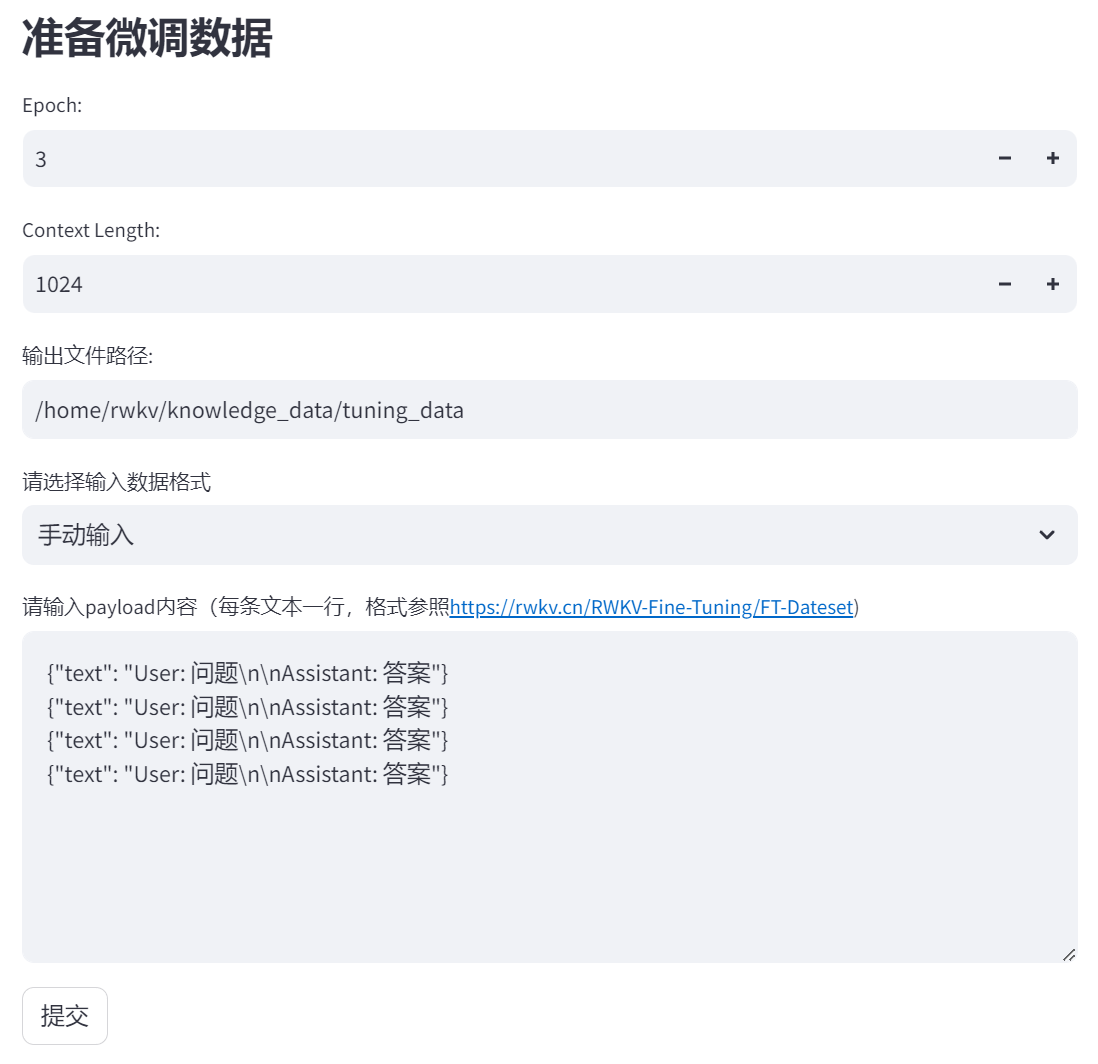 准备微调数据
Epoch:
3
Context Length:
1024
输出文件路径:
/home/rwkv/knowledge_data/tuning_data
请选择输入数据格式
手动输入
请输入payload内容（每条文本一行，格式参照https://rwkv.cn/RWKV-Fine-Tuning/FT-Dateset)
{"text": "User: 问题\n\nAssistant: 答案"}
{"text": "User: 问题\n\nAssistant: 答案"}
{"text": "User: 问题\n\nAssistant: 答案"}
{"text": "User: 问题\n\nAssistant: 答案"}
提交